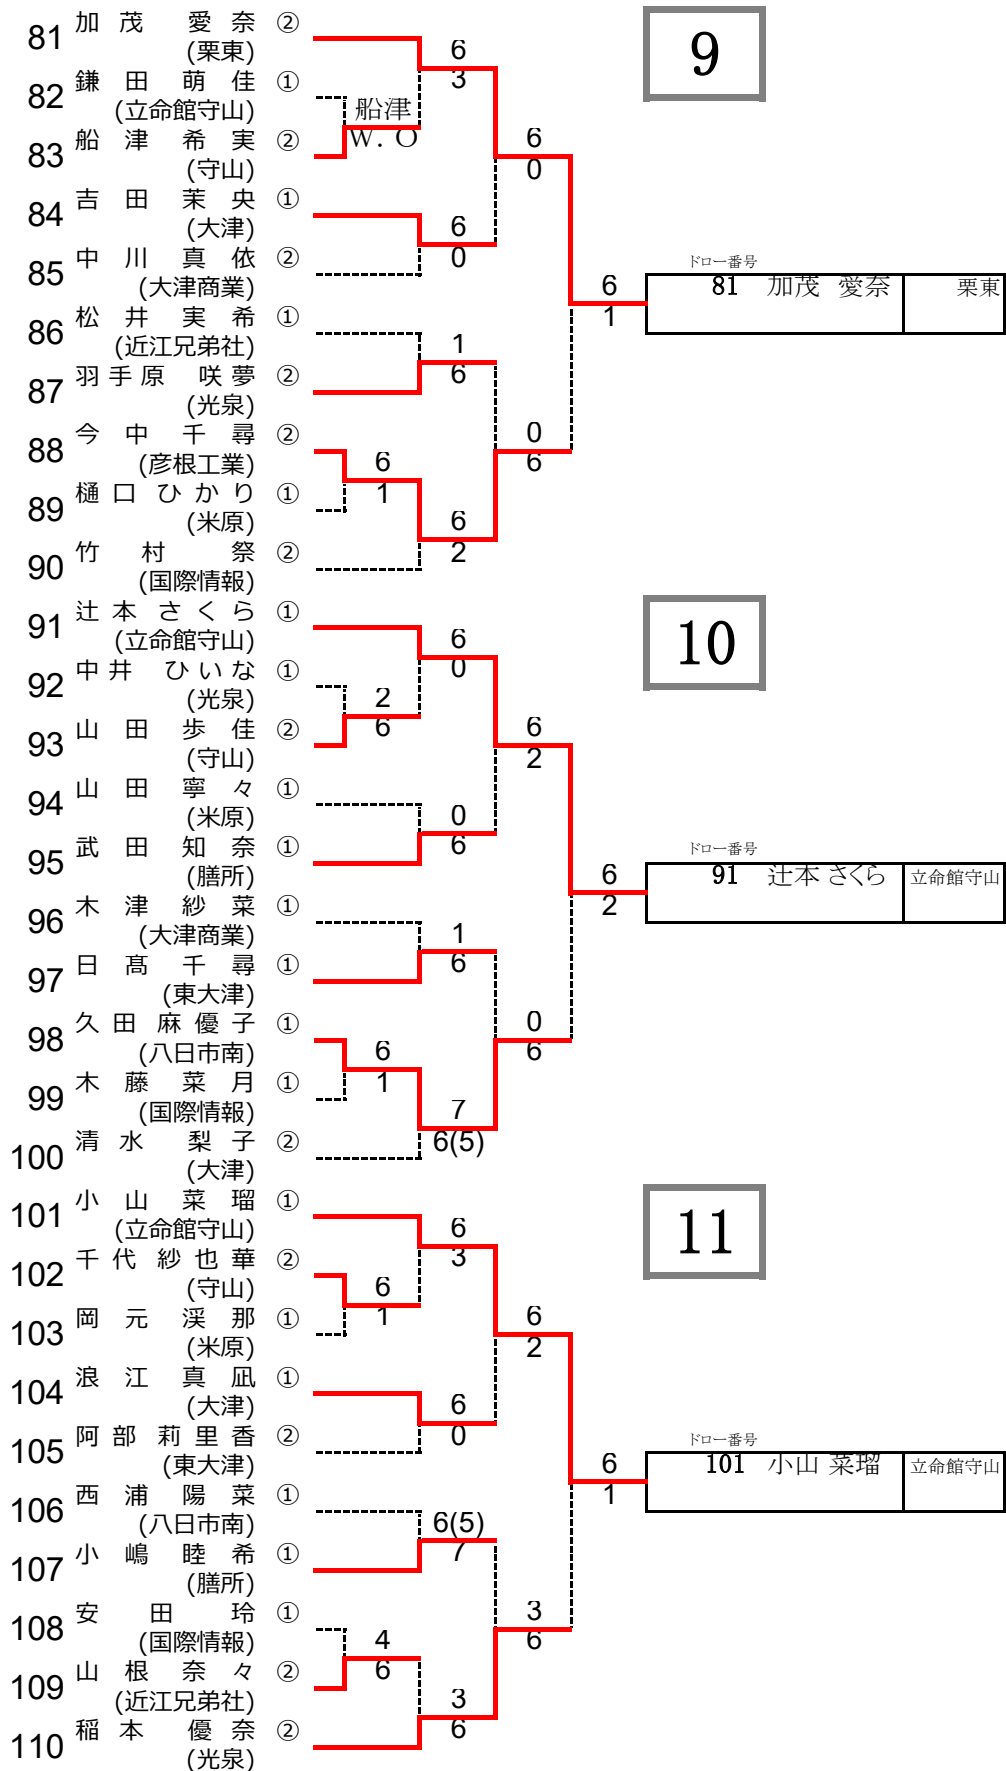 9
81 加茂 愛奈 ②
(栗東)
6
3
82 鎌田 萌佳 ①
(立命館守山)
船津
W.O
83 船津 希実 ②
(守山)
6
0
84 吉田 茉央 ①
(大津)
6
0
85 中川 真依 ②
(大津商業)
ドロー番号
6
1
81 加茂 愛奈 栗東
86 松井 実希 ①
(近江兄弟社)
1
6
87 羽手原 咲夢 ②
(光泉)
88 今中 千尋 ②
(彦根工業)
0
6
6
1
89 樋口 ひかり ①
(米原)
6
2
90 竹村 祭 ②
(国際情報)
10
91 辻本 さくら ①
(立命館守山)
6
0
92 中井 ひいな ①
(光泉)
2
6
93 山田 歩佳 ②
(守山)
6
2
94 山田 寧々 ①
(米原)
0
6
95 武田 知奈 ①
(膳所)
ドロー番号
6
2
91 辻本 さくら 立命館守山
96 木津 紗菜 ①
(大津商業)
1
6
97 日髙 千尋 ①
(東大津)
98 久田 麻優子 ①
(八日市南)
0
6
6
1
99 木藤 菜月 ①
(国際情報)
7
6(5)
100 清水 梨子 ②
(大津)
11
101 小山 菜瑠 ①
(立命館守山)
6
3
102 千代 紗也華 ②
(守山)
6
1
103 岡元 渓那 ①
(米原)
6
2
104 浪江 真凪 ①
(大津)
6
0
105 阿部 莉里香 ②
(東大津)
ドロー番号
6
1
101 小山 菜瑠 立命館守山
106 西浦 陽菜 ①
(八日市南)
6(5)
7
107 小嶋 睦希 ①
(膳所)
108 安田 玲 ①
(国際情報)
3
6
4
6
109 山根 奈々 ②
(近江兄弟社)
3
6
110 稲本 優奈 ②
(光泉)